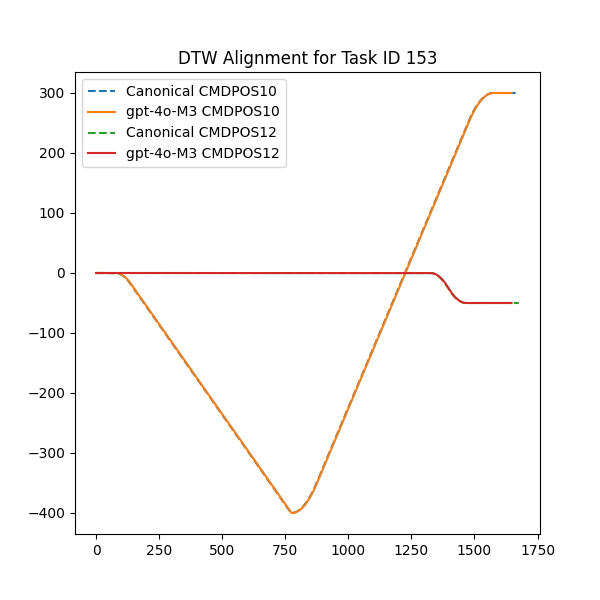 DTW Alignment for Task ID 153
Canonical CMDPOS10
gpt-4o-M3 CMDPOS10
Canonical CMDPOS12
gpt-4o-M3 CMDPOS12
300
200
100
0
−100
−200
−300
−400
0 250 500 750 1000 1250 1500 1750